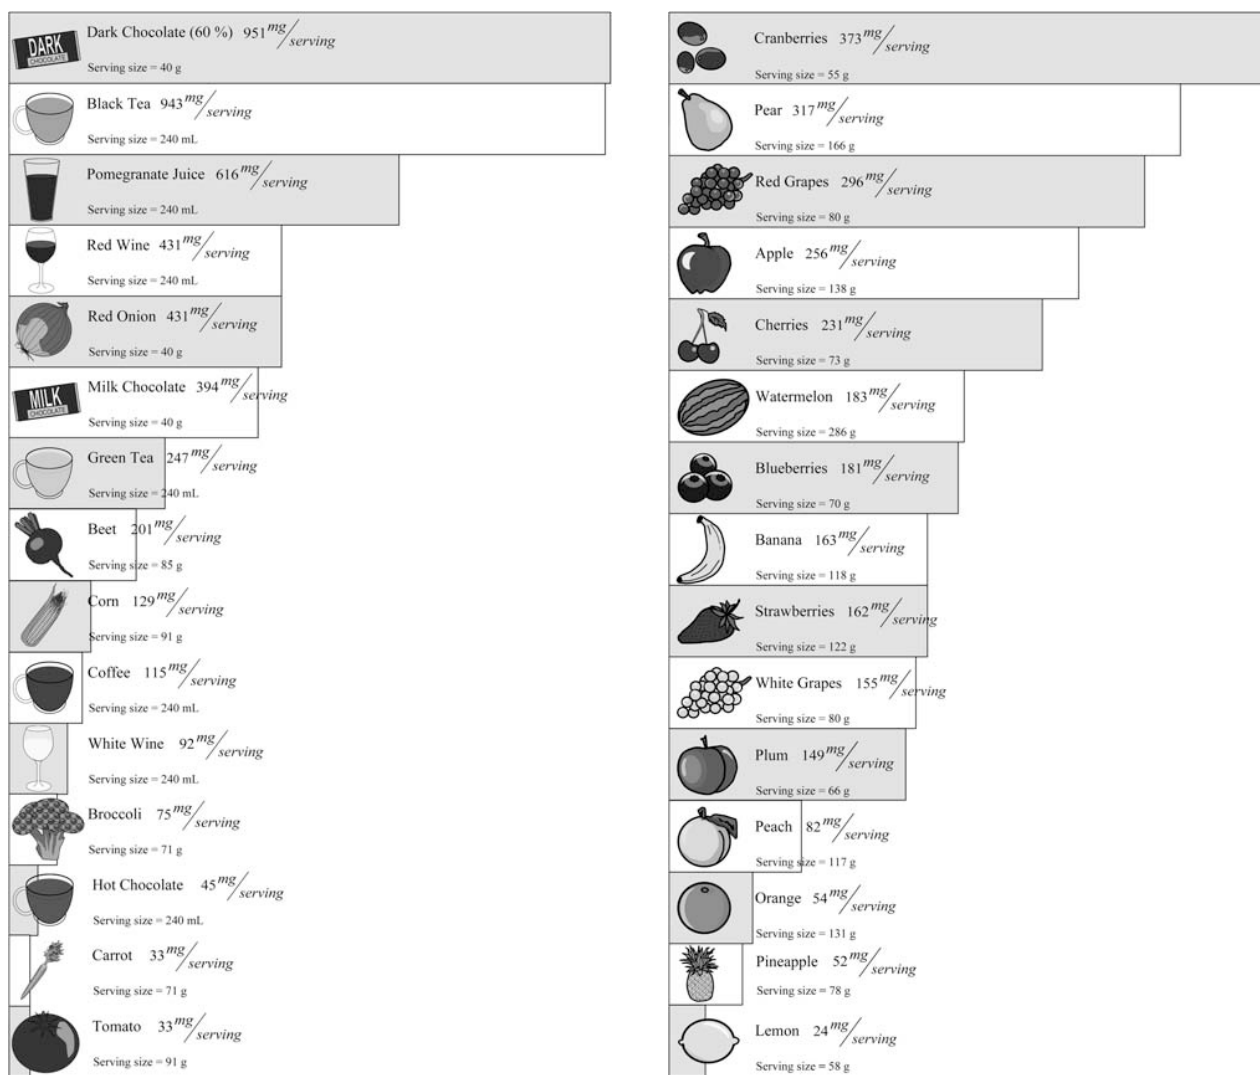 Dark Chocolate (60 %) 951 mg/serving
DARK
CHOCOLATE
Serving size = 40 g
Black Tea 943 mg/serving
Serving size = 240 mL
Pomegranate Juice 616 mg/serving
Serving size = 240 mL
Red Wine 431 mg/serving
Serving size = 240 mL
Red Onion 431 mg/serving
Serving size = 40 g
Milk Chocolate 394 mg/serving
MILK
CHOCOLATE
Serving size = 40 g
Green Tea 247 mg/serving
Serving size = 240 mL
Beet 201 mg/serving
Serving size = 85 g
Corn 129 mg/serving
Serving size = 91 g
Coffee 115 mg/serving
Serving size = 240 mL
White Wine 92 mg/serving
Serving size = 240 mL
Broccoli 75 mg/serving
Serving size = 71 g
Hot Chocolate 45 mg/serving
Serving size = 240 mL
Carrot 33 mg/serving
Serving size = 71 g
Tomato 33 mg/serving
Serving size = 91 g
Cranberries 373 mg/serving
Serving size = 55 g
Pear 317 mg/serving
Serving size = 166 g
Red Grapes 296 mg/serving
Serving size = 80 g
Apple 256 mg/serving
Serving size = 138 g
Cherries 231 mg/serving
Serving size = 73 g
Watermelon 183 mg/serving
Serving size = 286 g
Blueberries 181 mg/serving
Serving size = 70 g
Banana 163 mg/serving
Serving size = 118 g
Strawberries 162 mg/serving
Serving size = 122 g
White Grapes 155 mg/serving
Serving size = 80 g
Plum 149 mg/serving
Serving size = 66 g
Peach 82 mg/serving
Serving size = 117 g
Orange 54 mg/serving
Serving size = 131 g
Pineapple 52 mg/serving
Serving size = 78 g
Lemon 24 mg/serving
Serving size = 58 g